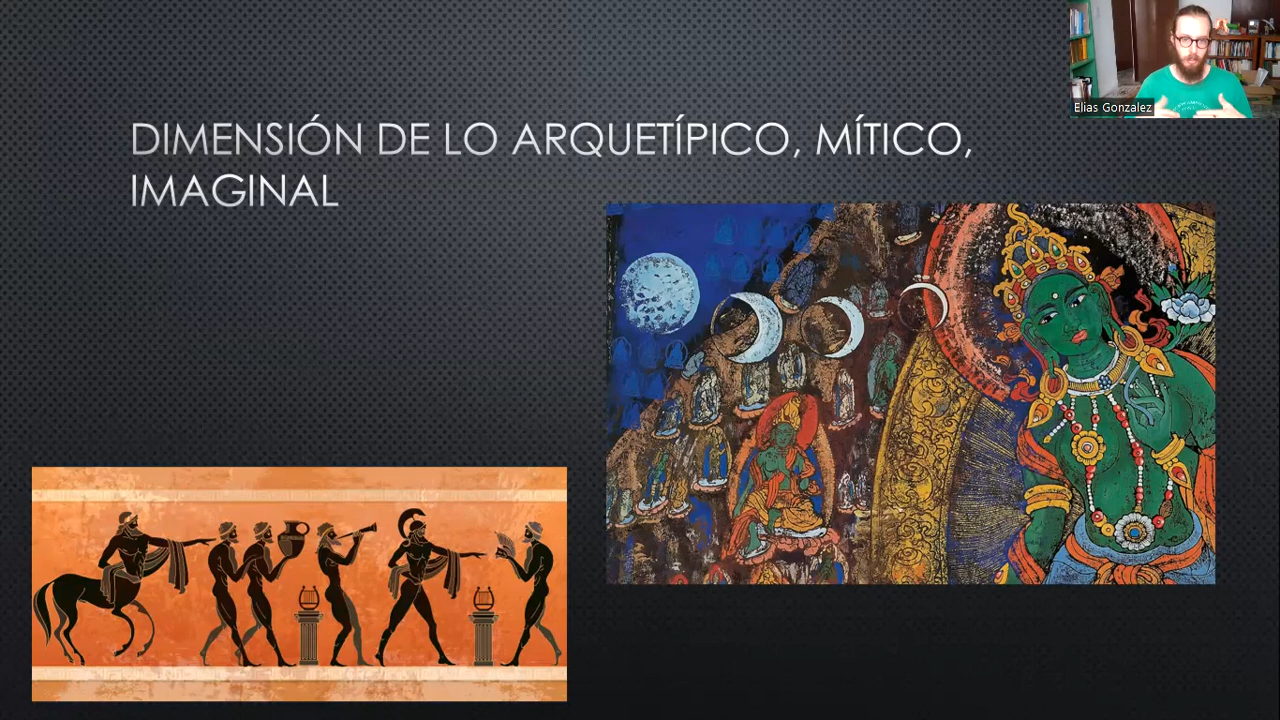 Elias Gonzalez
DIMENSIÓN DE LO ARQUETÍPICO, MÍTICO,
IMAGINAL